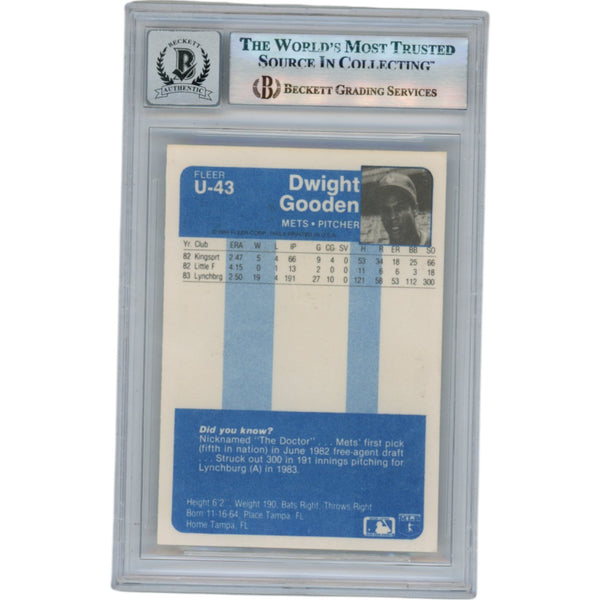 BECKETT
B
AUTHENTIC
THE WORLD'S MOST TRUSTED
SOURCE IN COLLECTING™
B BECKETT GRADING SERVICES
FLEER
U-43
Dwight
Gooden
METS • PITCHER
Yr. Club ERA W L IP G CG SV H R ER BB SO
82 Kingsprt 2.47 5 4 66 9 4 0 53 34 18 25 66
82 Little F 4.15 0 1 13 2 0 0 11 6 6 3 18
83 Lynchbrg 2.50 19 4 191 27 10 0 121 58 53 112 300
Did you know?
Nicknamed "The Doctor" . . . Mets' first pick
(fifth in nation) in June 1982 free-agent draft
. . . Struck out 300 in 191 innings pitching for
Lynchburg (A) in 1983.
Height 6'2", Weight 190, Bats Right, Throws Right
Born 11-16-64, Place Tampa, FL
Home Tampa, FL